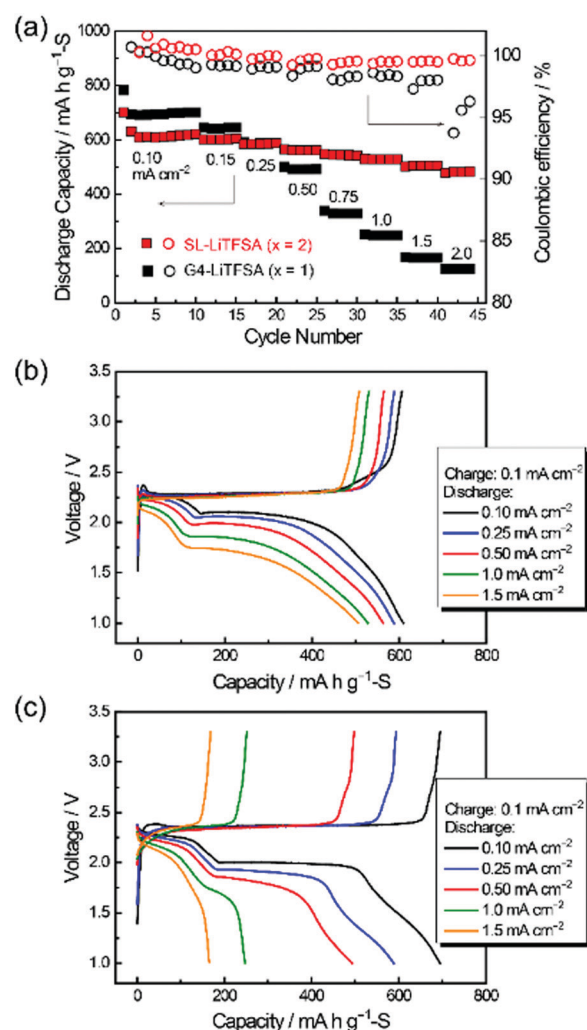 (a)
1000
900
800
700
600
500
400
300
200
100
0
Discharge Capacity / mA h g⁻¹-S
0.10
mA cm⁻²
0.15
0.25
0.50
0.75
1.0
1.5
2.0
SL-LiTFSA (x = 2)
G4-LiTFSA (x = 1)
100
95
90
85
80
Coulombic efficiency / %
0 5 10 15 20 25 30 35 40 45
Cycle Number
(b)
3.5
3.0
2.5
2.0
1.5
1.0
Voltage / V
0 200 400 600 800
Capacity / mA h g⁻¹-S
Charge: 0.1 mA cm⁻²
Discharge:
0.10 mA cm⁻²
0.25 mA cm⁻²
0.50 mA cm⁻²
1.0 mA cm⁻²
1.5 mA cm⁻²
(c)
3.5
3.0
2.5
2.0
1.5
1.0
Voltage / V
0 200 400 600 800
Capacity / mA h g⁻¹-S
Charge: 0.1 mA cm⁻²
Discharge:
0.10 mA cm⁻²
0.25 mA cm⁻²
0.50 mA cm⁻²
1.0 mA cm⁻²
1.5 mA cm⁻²